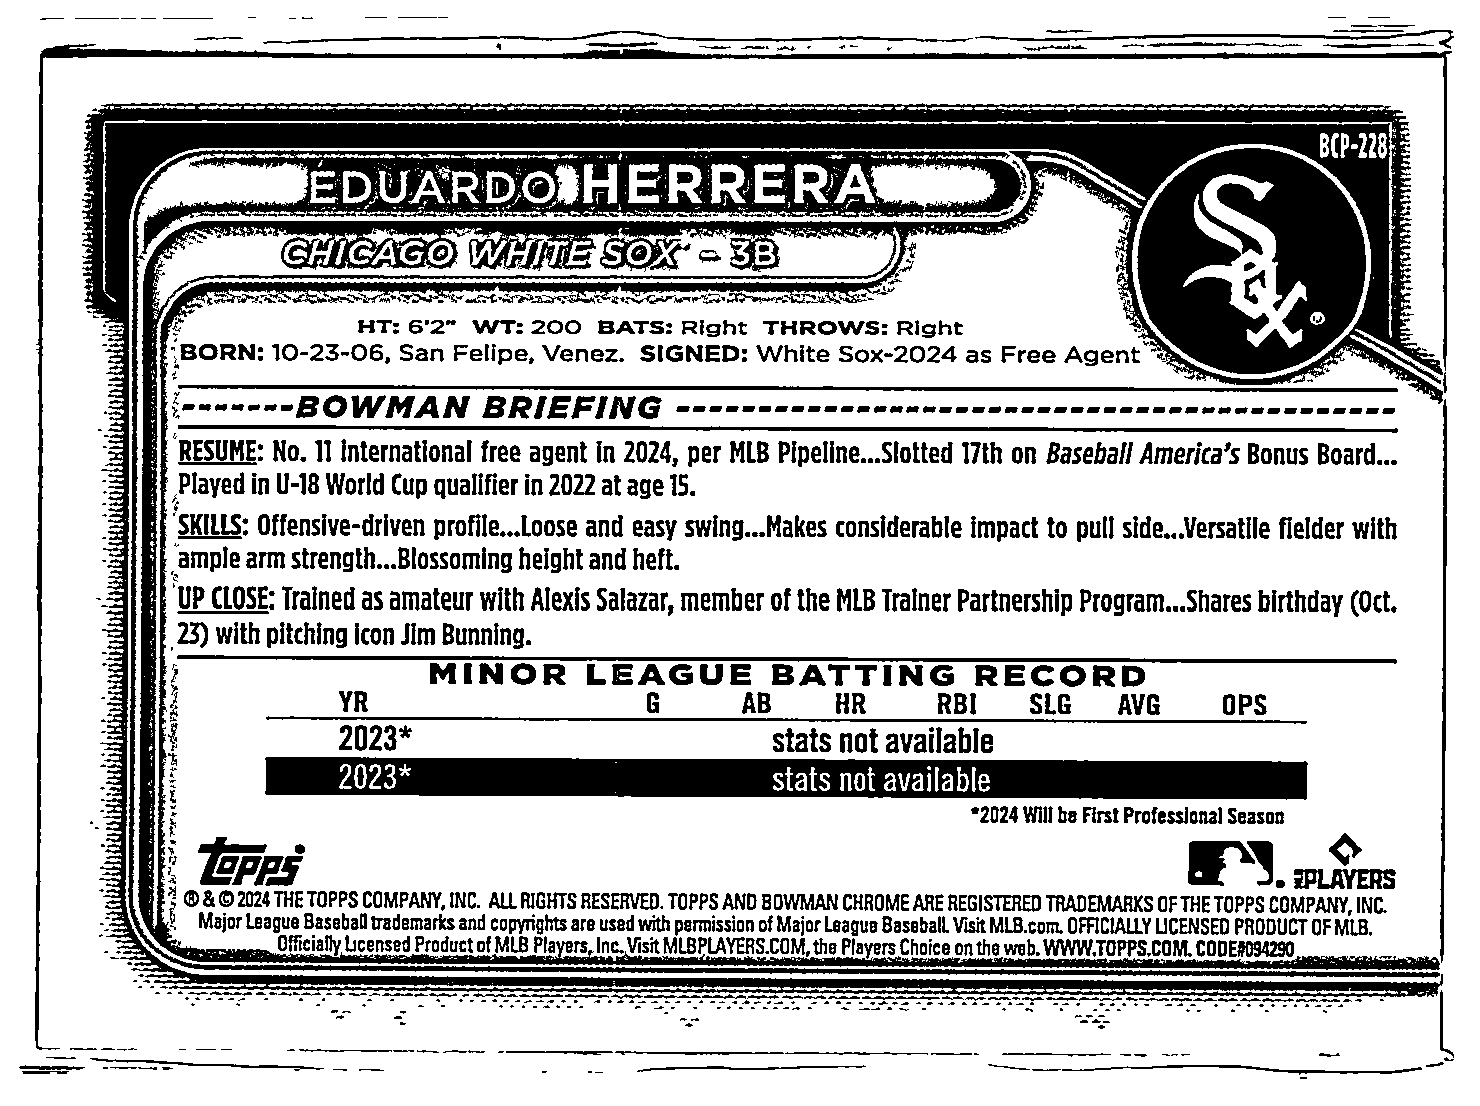 BCP-228
EDUARDO HERRERA
CHICAGO WHITE SOX™ - 3B
SOX®
HT: 6'2" WT: 200 BATS: Right THROWS: Right
BORN: 10-23-06, San Felipe, Venez. SIGNED: White Sox-2024 as Free Agent
BOWMAN BRIEFING
RESUME: No. 11 international free agent in 2024, per MLB Pipeline...Slotted 17th on Baseball America's Bonus Board...
Played in U-18 World Cup qualifier in 2022 at age 15.
SKILLS: Offensive-driven profile...Loose and easy swing...Makes considerable impact to pull side...Versatile fielder with
ample arm strength...Blossoming height and heft.
UP CLOSE: Trained as amateur with Alexis Salazar, member of the MLB Trainer Partnership Program...Shares birthday (Oct.
23) with pitching icon Jim Bunning.
MINOR LEAGUE BATTING RECORD
YR G AB HR RBI SLG AVG OPS
2023* stats not available
2023* stats not available
*2024 Will be First Professional Season
topps
MLB PLAYERS
® & © 2024 THE TOPPS COMPANY, INC. ALL RIGHTS RESERVED. TOPPS AND BOWMAN CHROME ARE REGISTERED TRADEMARKS OF THE TOPPS COMPANY, INC.
Major League Baseball trademarks and copyrights are used with permission of Major League Baseball. Visit MLB.com. OFFICIALLY LICENSED PRODUCT OF MLB.
Officially Licensed Product of MLB Players, Inc. Visit MLBPLAYERS.COM, the Players Choice on the web. WWW.TOPPS.COM. CODE#094290